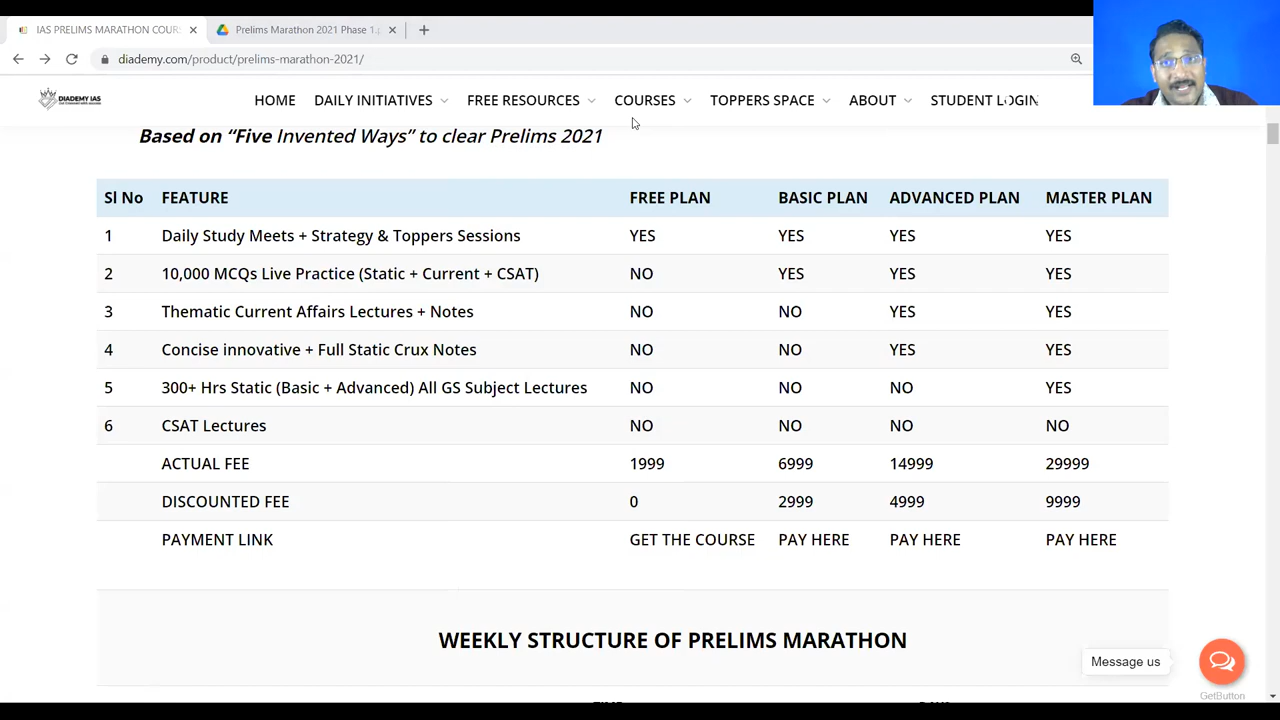 IAS PRELIMS MARATHON COUR
Prelims Marathon 2021 Phase 1.p
diademy.com/product/prelims-marathon-2021/
DIADEMY IAS
HOME DAILY INITIATIVES FREE RESOURCES COURSES TOPPERS SPACE ABOUT STUDENT LOGIN
Based on “Five Invented Ways” to clear Prelims 2021
Sl No FEATURE FREE PLAN BASIC PLAN ADVANCED PLAN MASTER PLAN
1 Daily Study Meets + Strategy & Toppers Sessions YES YES YES YES
2 10,000 MCQs Live Practice (Static + Current + CSAT) NO YES YES YES
3 Thematic Current Affairs Lectures + Notes NO NO YES YES
4 Concise innovative + Full Static Crux Notes NO NO YES YES
5 300+ Hrs Static (Basic + Advanced) All GS Subject Lectures NO NO NO YES
6 CSAT Lectures NO NO NO NO
ACTUAL FEE 1999 6999 14999 29999
DISCOUNTED FEE 0 2999 4999 9999
PAYMENT LINK GET THE COURSE PAY HERE PAY HERE PAY HERE
WEEKLY STRUCTURE OF PRELIMS MARATHON
Message us
GetButton